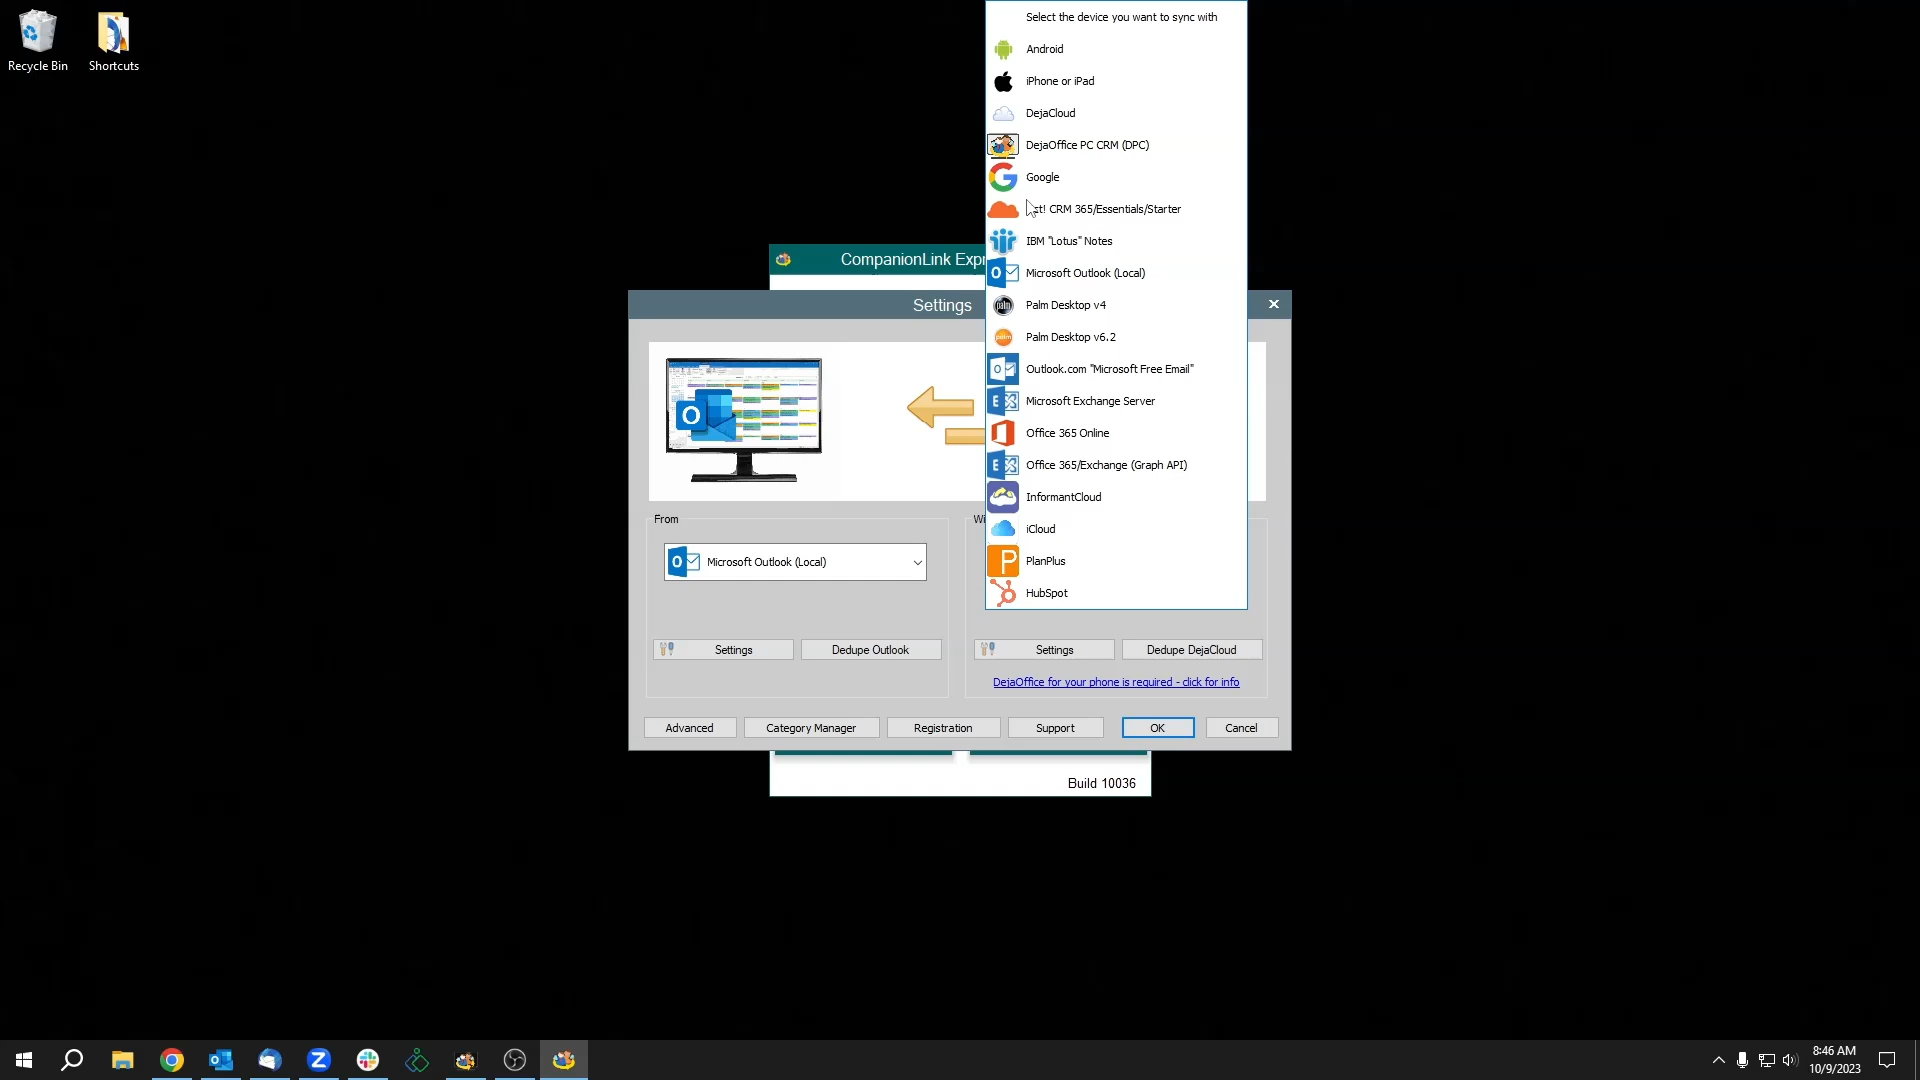 Recycle Bin
Shortcuts
Select the device you want to sync with
Android
iPhone or iPad
DejaCloud
DejaOffice PC CRM (DPC)
Google
ct! CRM 365/Essentials/Starter
IBM "Lotus" Notes
Microsoft Outlook (Local)
Palm Desktop v4
Palm Desktop v6.2
Outlook.com "Microsoft Free Email"
Microsoft Exchange Server
Office 365 Online
Office 365/Exchange (Graph API)
InformantCloud
iCloud
PlanPlus
HubSpot
CompanionLink Expr
Settings
From
Wi
Microsoft Outlook (Local)
Settings
Dedupe Outlook
Settings
Dedupe DejaCloud
DejaOffice for your phone is required - click for info
Advanced
Category Manager
Registration
Support
OK
Cancel
Build 10036
8:46 AM
10/9/2023